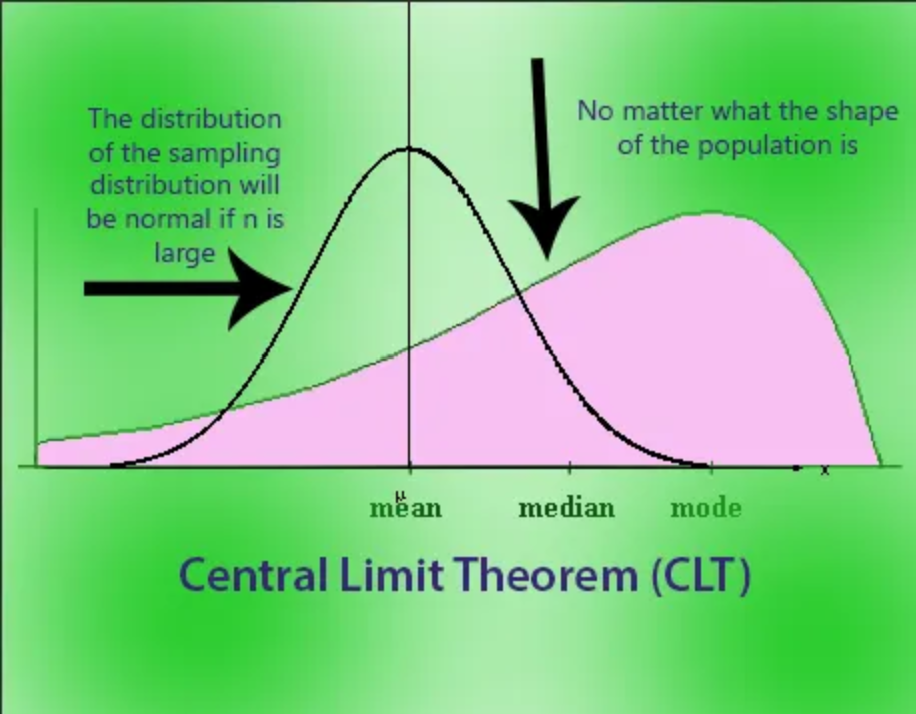 The distribution
of the sampling
distribution will
be normal if n is
large
No matter what the shape
of the population is
μ
mean
median
mode
x
Central Limit Theorem (CLT)